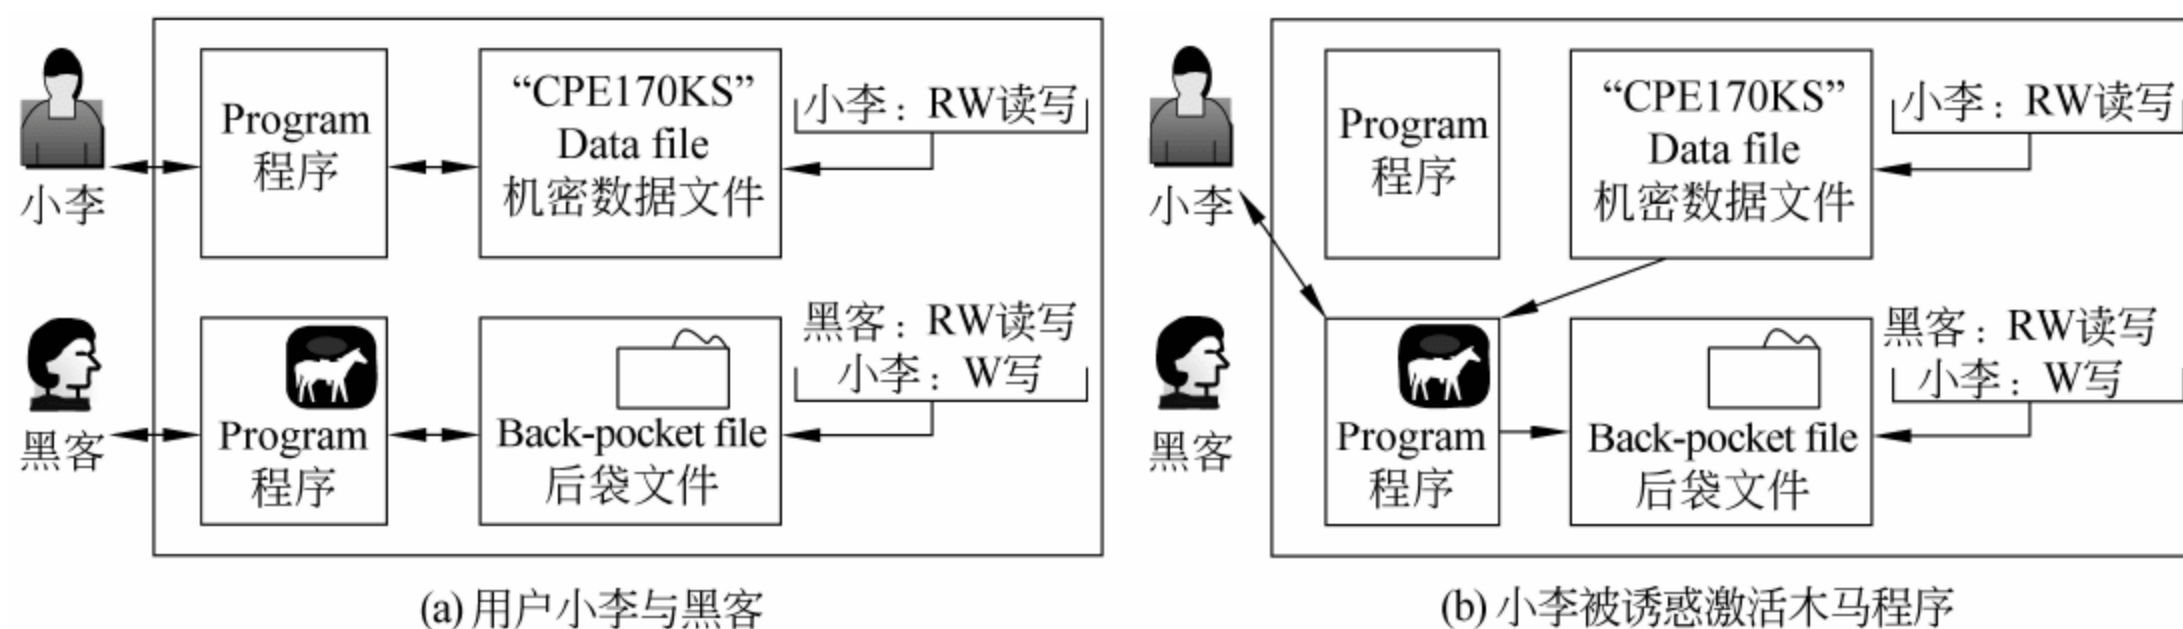 小李
Program
程序
“CPE170KS”
Data file
机密数据文件
小李：RW读写
黑客
Program
程序
Back-pocket file
后袋文件
黑客：RW读写
小李：W写
(a) 用户小李与黑客
小李
Program
程序
“CPE170KS”
Data file
机密数据文件
小李：RW读写
黑客
Program
程序
Back-pocket file
后袋文件
黑客：RW读写
小李：W写
(b) 小李被诱惑激活木马程序